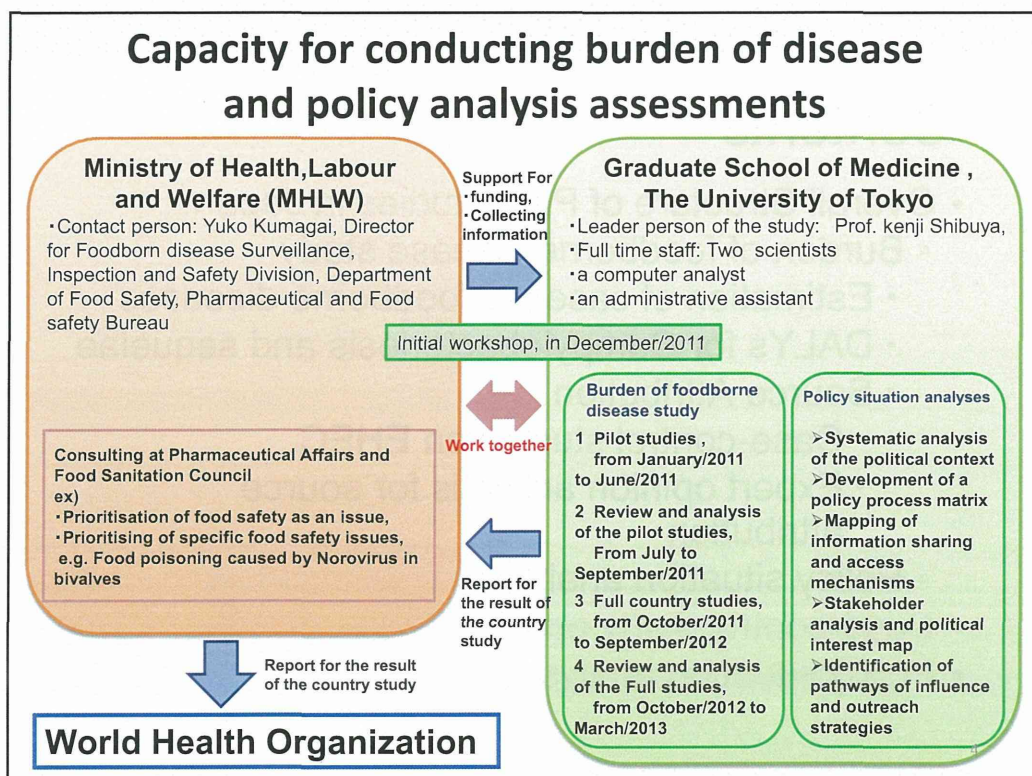 Capacity for conducting burden of disease
and policy analysis assessments
Ministry of Health,Labour
and Welfare (MHLW)
・Contact person: Yuko Kumagai, Director
for Foodborn disease Surveillance,
Inspection and Safety Division, Department
of Food Safety, Pharmaceutical and Food
safety Bureau
Support For
・funding,
・Collecting
information
Graduate School of Medicine ,
The University of Tokyo
・Leader person of the study: Prof. kenji Shibuya,
・Full time staff: Two scientists
・a computer analyst
・an administrative assistant
Initial workshop, in December/2011
Work together
Consulting at Pharmaceutical Affairs and
Food Sanitation Council
ex)
・Prioritisation of food safety as an issue,
・Prioritising of specific food safety issues,
e.g. Food poisoning caused by Norovirus in
bivalves
Report for
the result of
the country
study
Burden of foodborne
disease study
1 Pilot studies ,
from January/2011
to June/2011
2 Review and analysis
of the pilot studies,
From July to
September/2011
3 Full country studies,
from October/2011
to September/2012
4 Review and analysis
of the Full studies,
from October/2012 to
March/2013
Policy situation analyses
➢Systematic analysis
of the political context
➢Development of a
policy process matrix
➢Mapping of
information sharing
and access
mechanisms
➢Stakeholder
analysis and political
interest map
➢Identification of
pathways of influence
and outreach
strategies
Report for the result
of the country study
World Health Organization